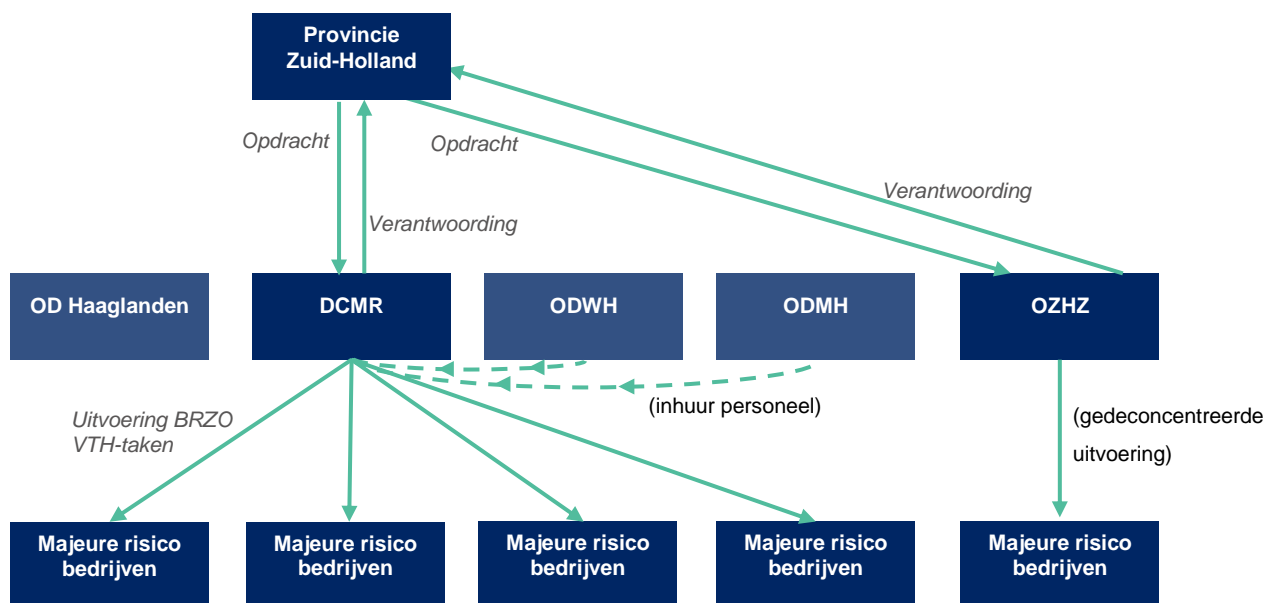 Provincie
Zuid-Holland
Opdracht
Opdracht
Verantwoording
Verantwoording
OD Haaglanden
DCMR
ODWH
ODMH
OZHZ
(inhuur personeel)
Uitvoering BRZO
VTH-taken
(gedeconcentreerde
uitvoering)
Majeure risico
bedrijven
Majeure risico
bedrijven
Majeure risico
bedrijven
Majeure risico
bedrijven
Majeure risico
bedrijven